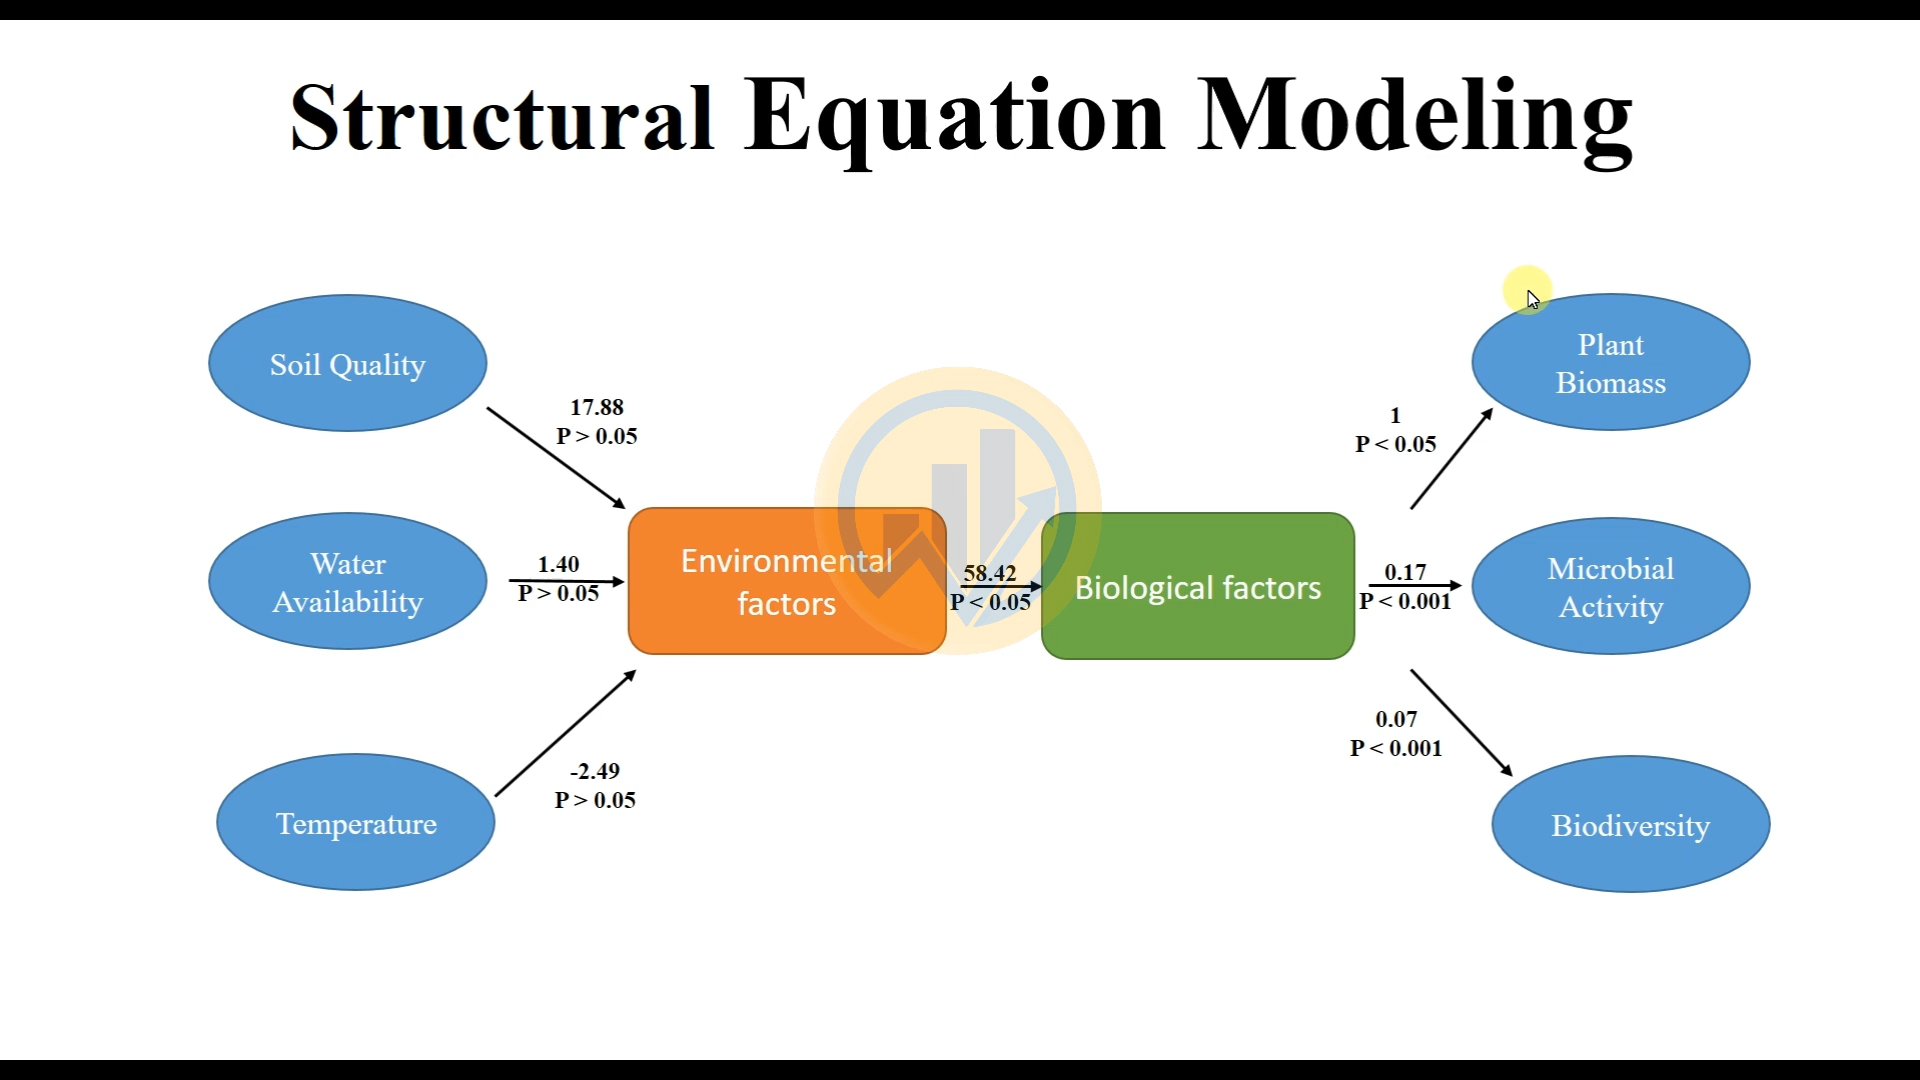 Structural Equation Modeling
Soil Quality
17.88
P > 0.05
Water
Availability
1.40
P > 0.05
Temperature
-2.49
P > 0.05
Environmental
factors
58.42
P < 0.05
Biological factors
1
P < 0.05
Plant
Biomass
0.17
P < 0.001
Microbial
Activity
0.07
P < 0.001
Biodiversity